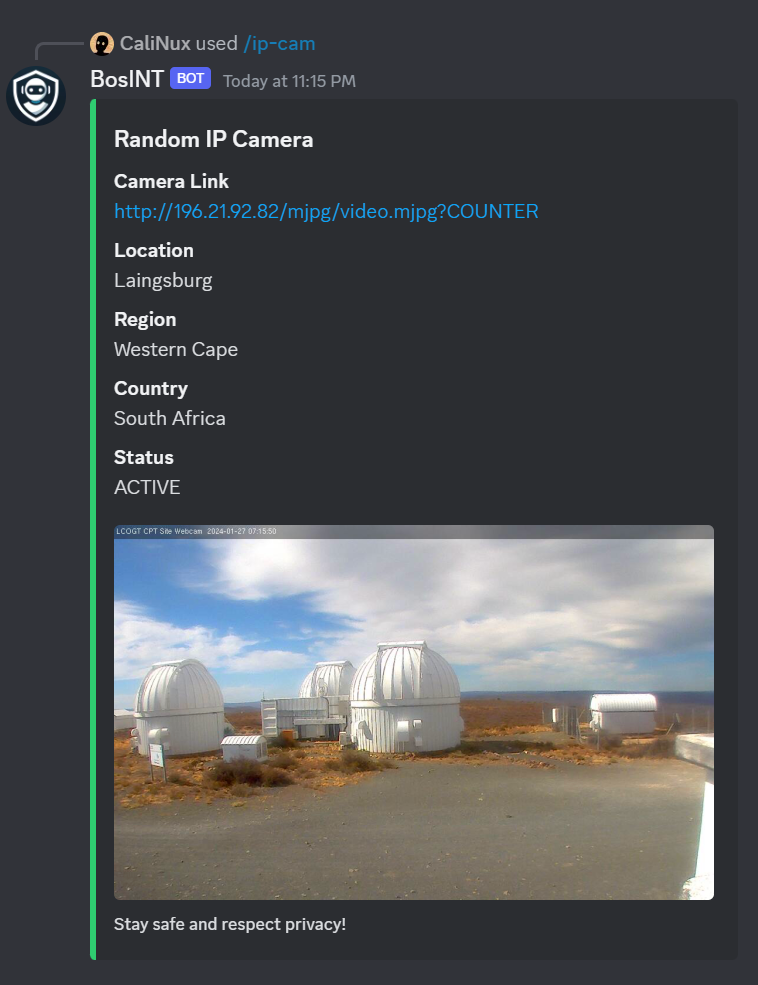 CaliNux used /ip-cam
BosINT BOT Today at 11:15 PM
Random IP Camera
Camera Link
http://196.21.92.82/mjpg/video.mjpg?COUNTER
Location
Laingsburg
Region
Western Cape
Country
South Africa
Status
ACTIVE
LCOGT CPT Site Webcam 2024-01-27 07:15:50
Stay safe and respect privacy!